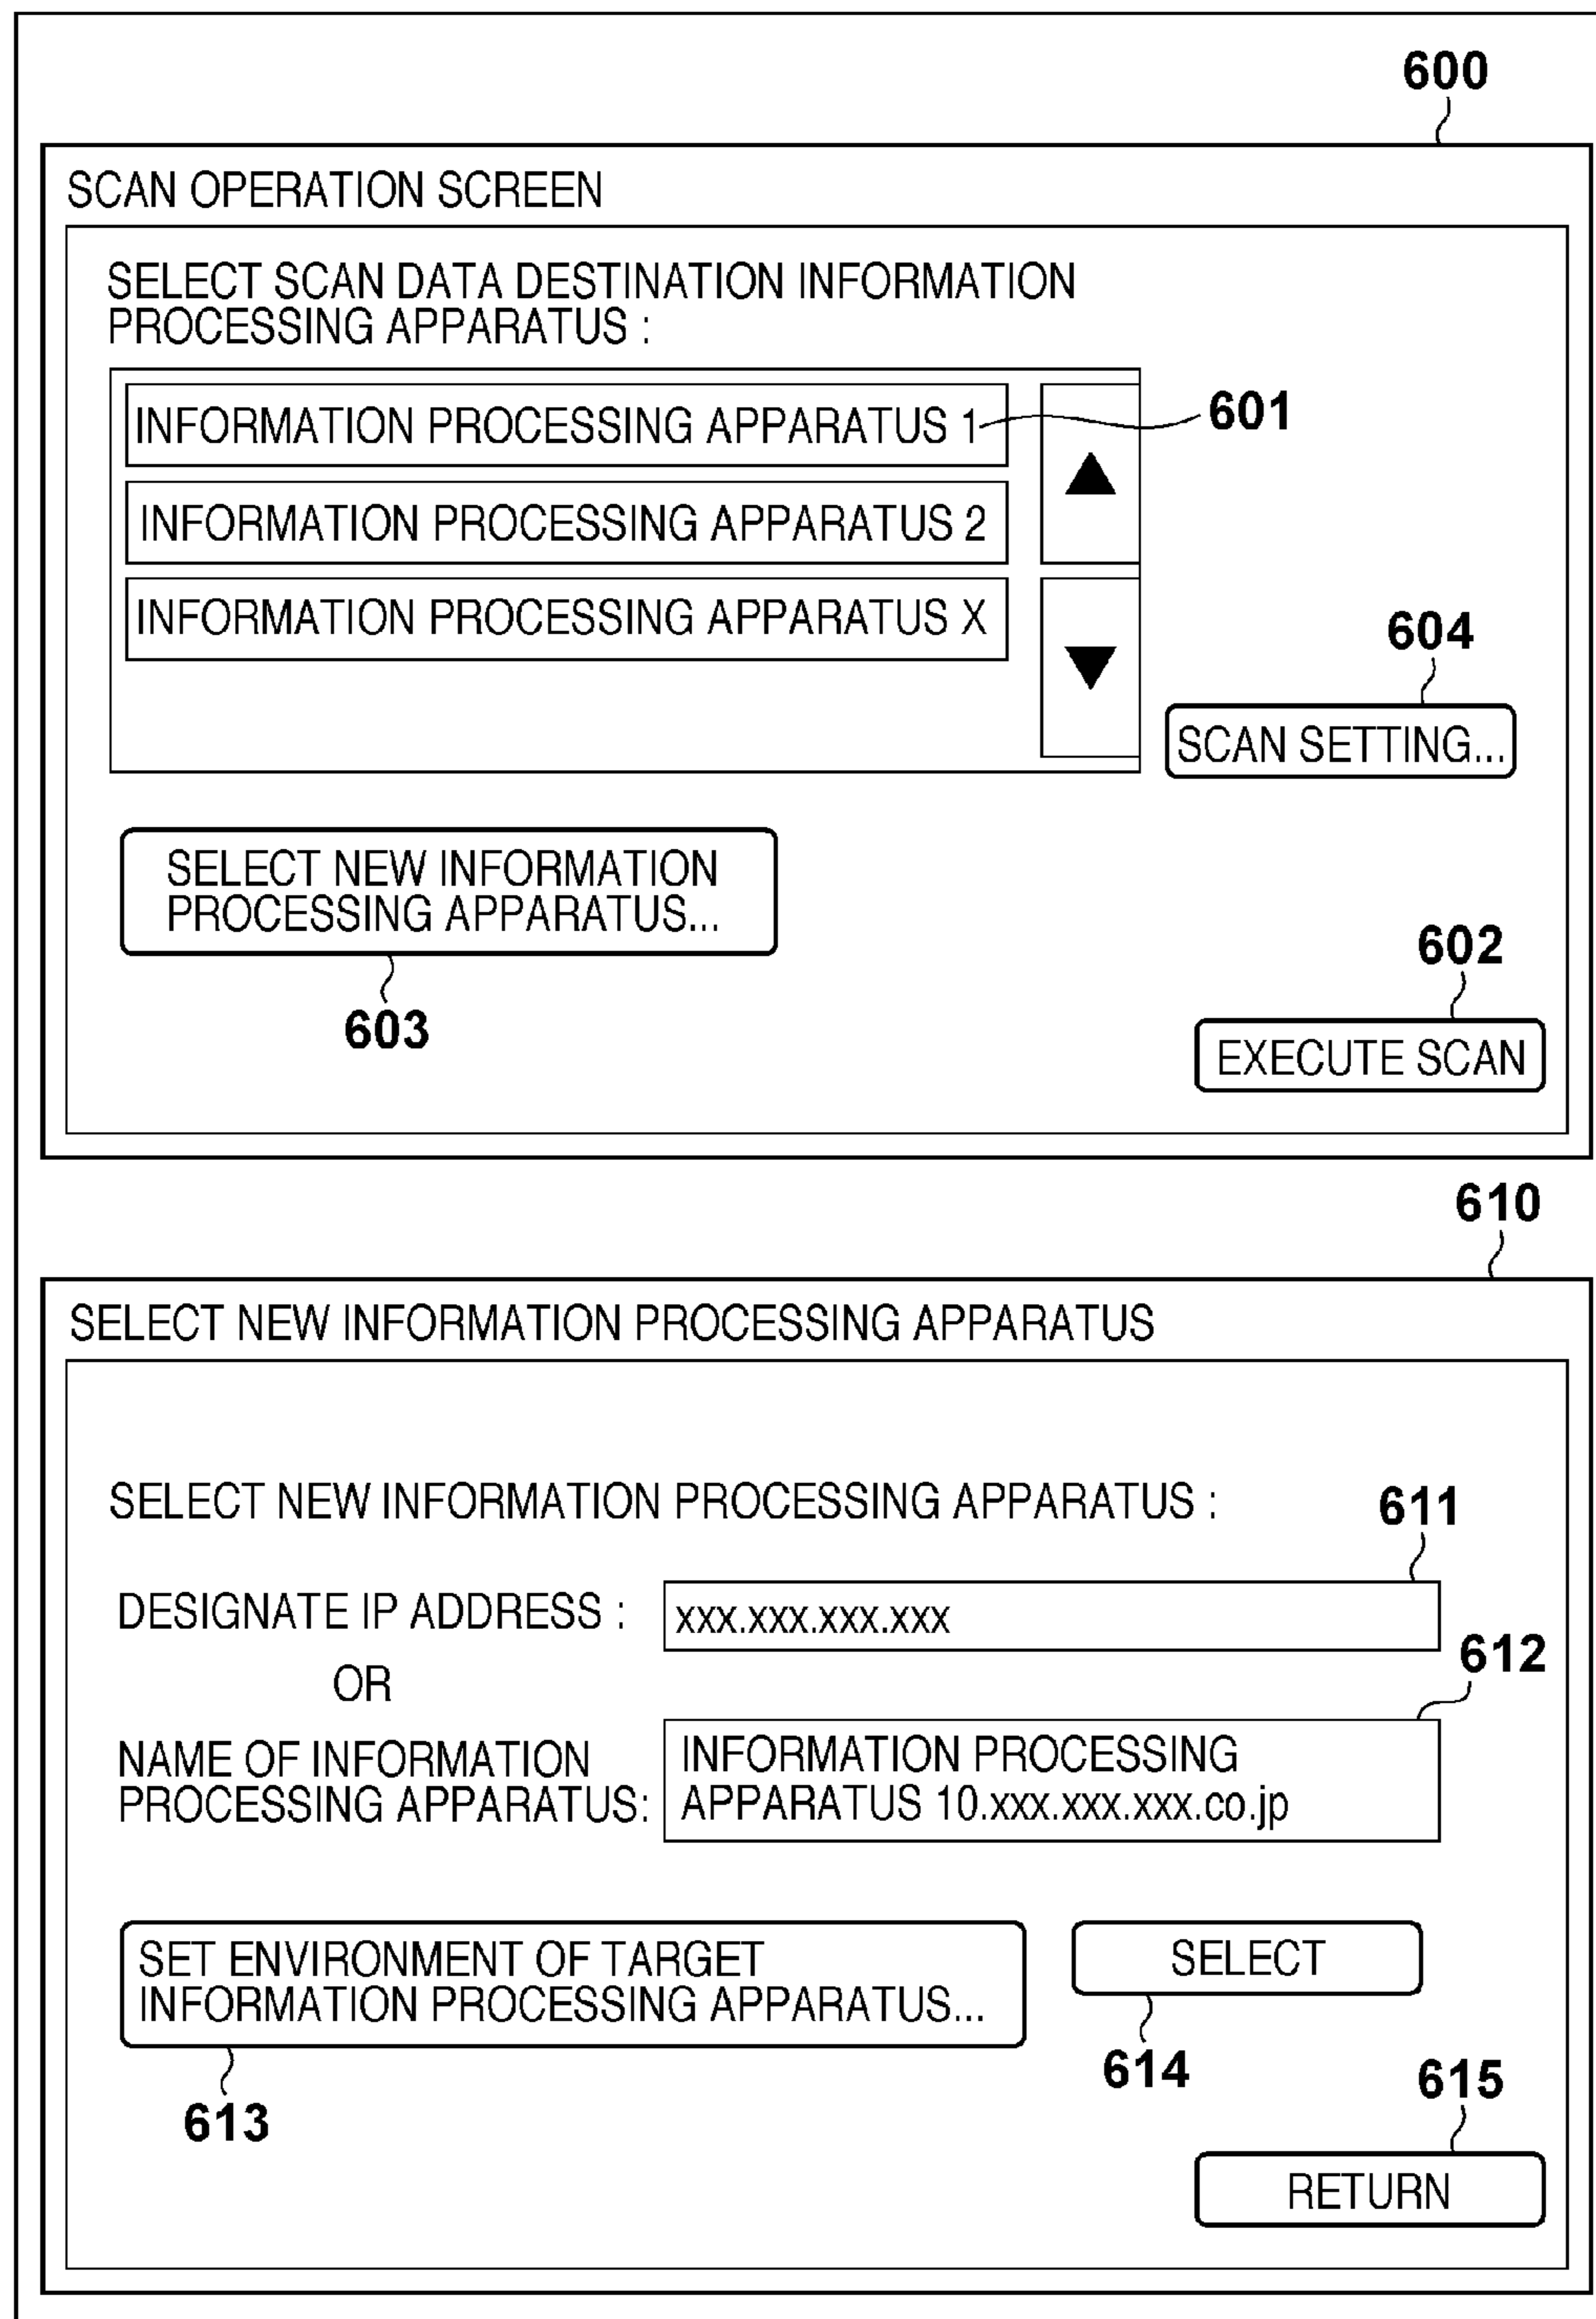 600
SCAN OPERATION SCREEN
SELECT SCAN DATA DESTINATION INFORMATION
PROCESSING APPARATUS :
INFORMATION PROCESSING APPARATUS 1
601
INFORMATION PROCESSING APPARATUS 2
INFORMATION PROCESSING APPARATUS X
604
SCAN SETTING...
SELECT NEW INFORMATION
PROCESSING APPARATUS...
603
602
EXECUTE SCAN
610
SELECT NEW INFORMATION PROCESSING APPARATUS
SELECT NEW INFORMATION PROCESSING APPARATUS :
611
DESIGNATE IP ADDRESS :
xxx.xxx.xxx.xxx
OR
612
NAME OF INFORMATION
PROCESSING APPARATUS:
INFORMATION PROCESSING
APPARATUS 10.xxx.xxx.xxx.co.jp
SET ENVIRONMENT OF TARGET
INFORMATION PROCESSING APPARATUS...
613
SELECT
614
615
RETURN